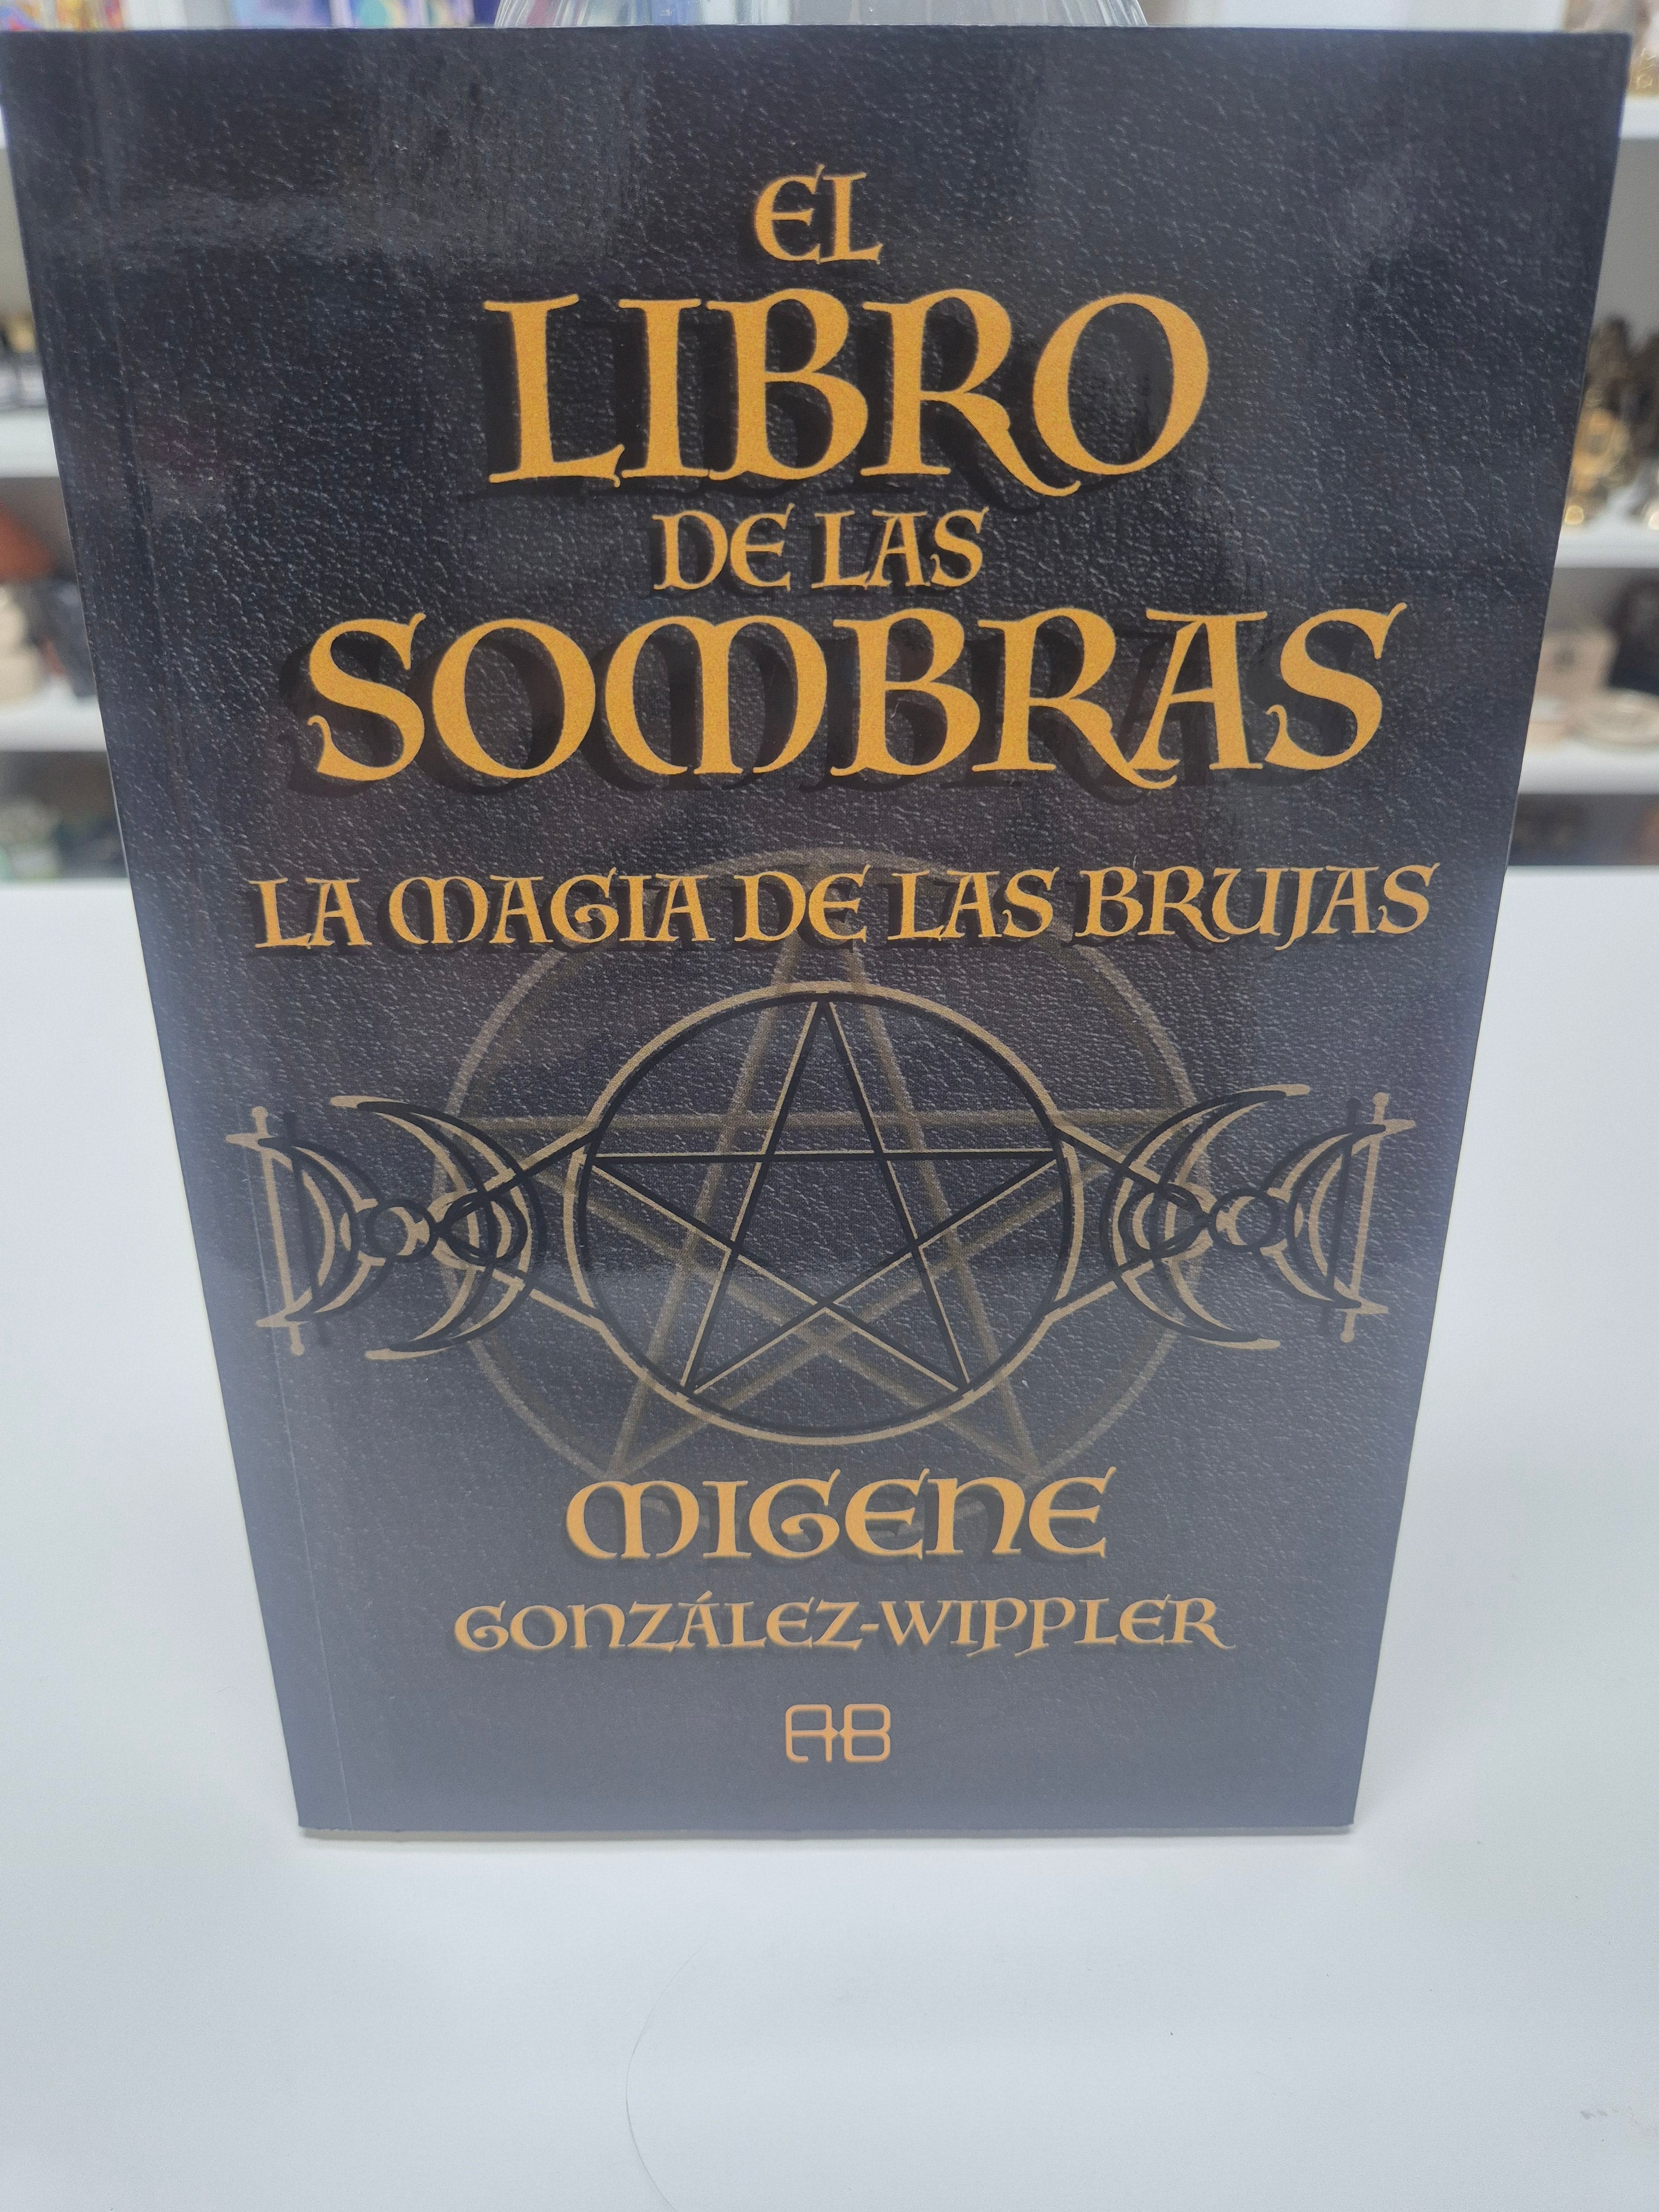 EL
LIBRO
DE LAS
SOMBRAS
LA MAGIA DE LAS BRUJAS
MIGENE
GONZÁLEZ-WIPPLER
AB